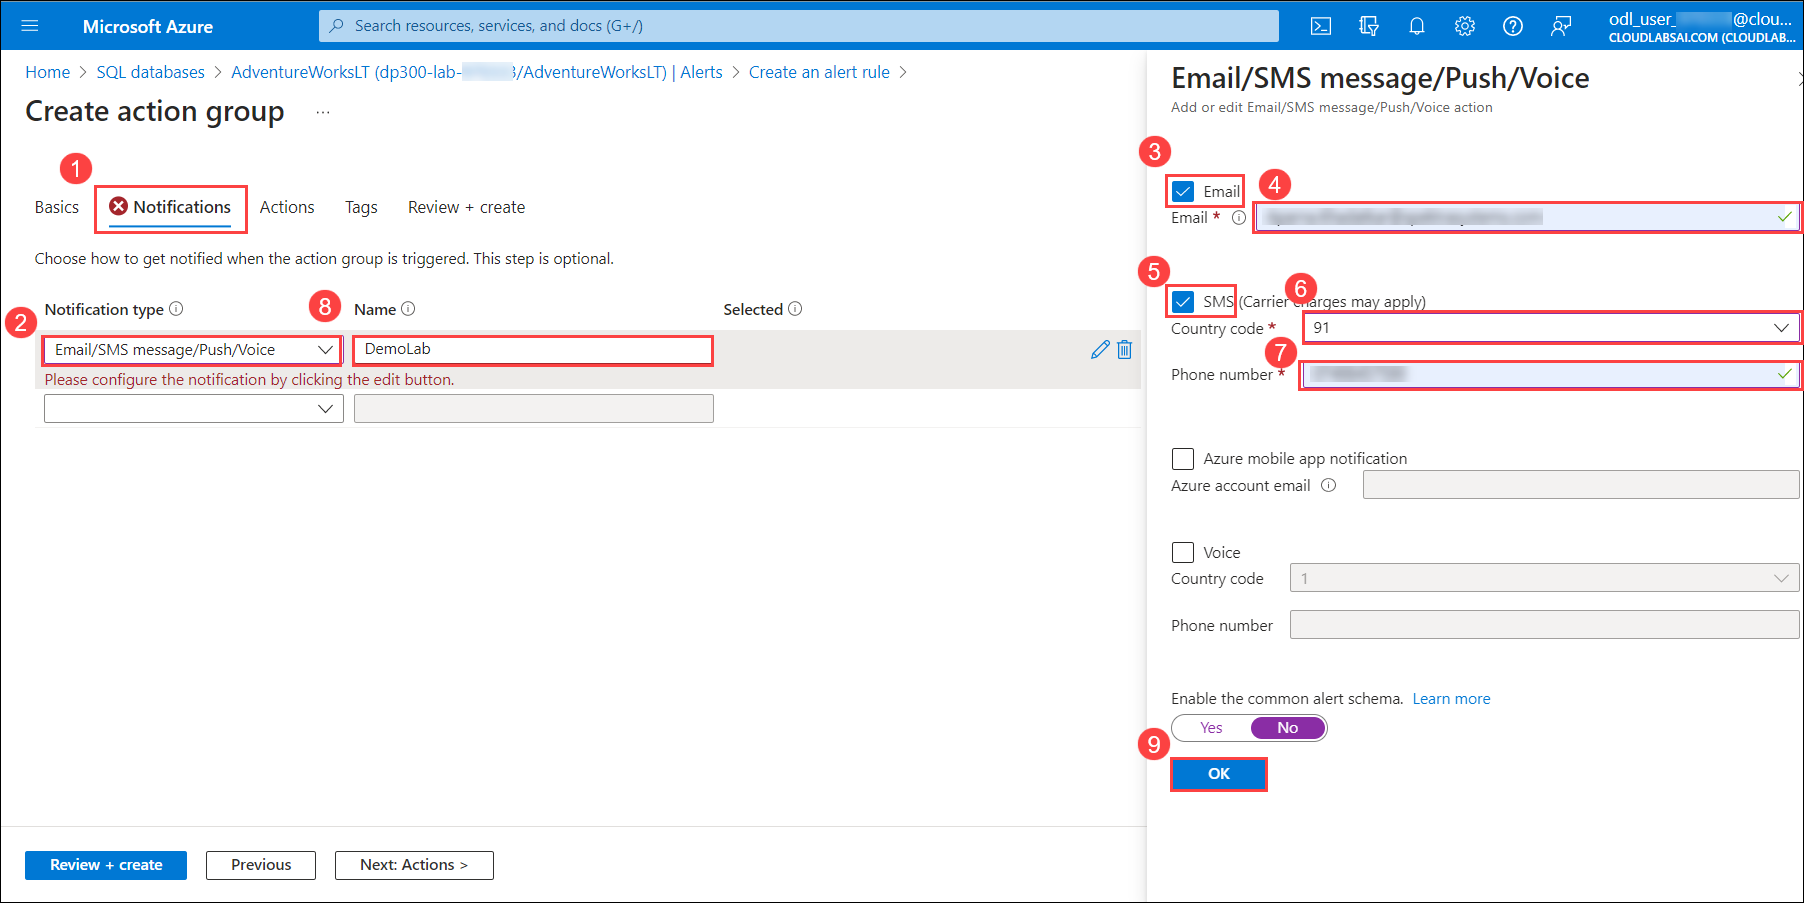 Microsoft Azure
Search resources, services, and docs (G+/)
odl_user_ @clou...
CLOUDLABSAI.COM (CLOUDLAB...
Home > SQL databases > AdventureWorksLT (dp300-lab- /AdventureWorksLT) | Alerts > Create an alert rule >
Create action group ...
1
Basics
Notifications
Actions
Tags
Review + create
Choose how to get notified when the action group is triggered. This step is optional.
Notification type
8
Name
Selected
2
Email/SMS message/Push/Voice
DemoLab
Please configure the notification by clicking the edit button.
Review + create
Previous
Next: Actions >
Email/SMS message/Push/Voice
Add or edit Email/SMS message/Push/Voice action
3
Email
4
Email *
5
SMS (Carrier charges may apply)
6
Country code *
91
7
Phone number *
Azure mobile app notification
Azure account email
Voice
Country code
1
Phone number
Enable the common alert schema. Learn more
Yes
No
9
OK